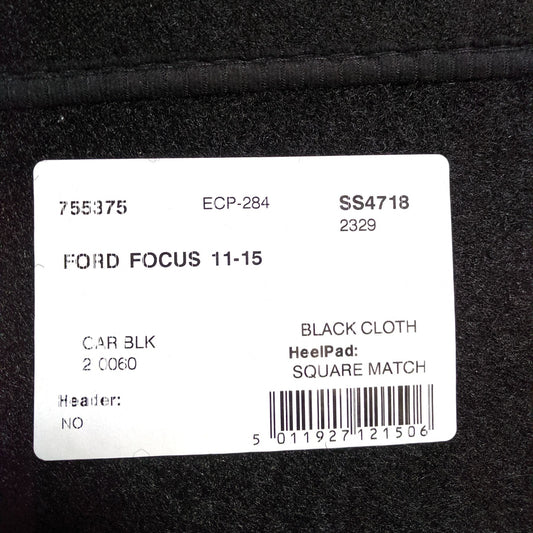 755375 ECP-284 SS4718
2329
FORD FOCUS 11-15
CAR BLK BLACK CLOTH
2 0060 HeelPad:
SQUARE MATCH
Header:
NO
5 011927 121506